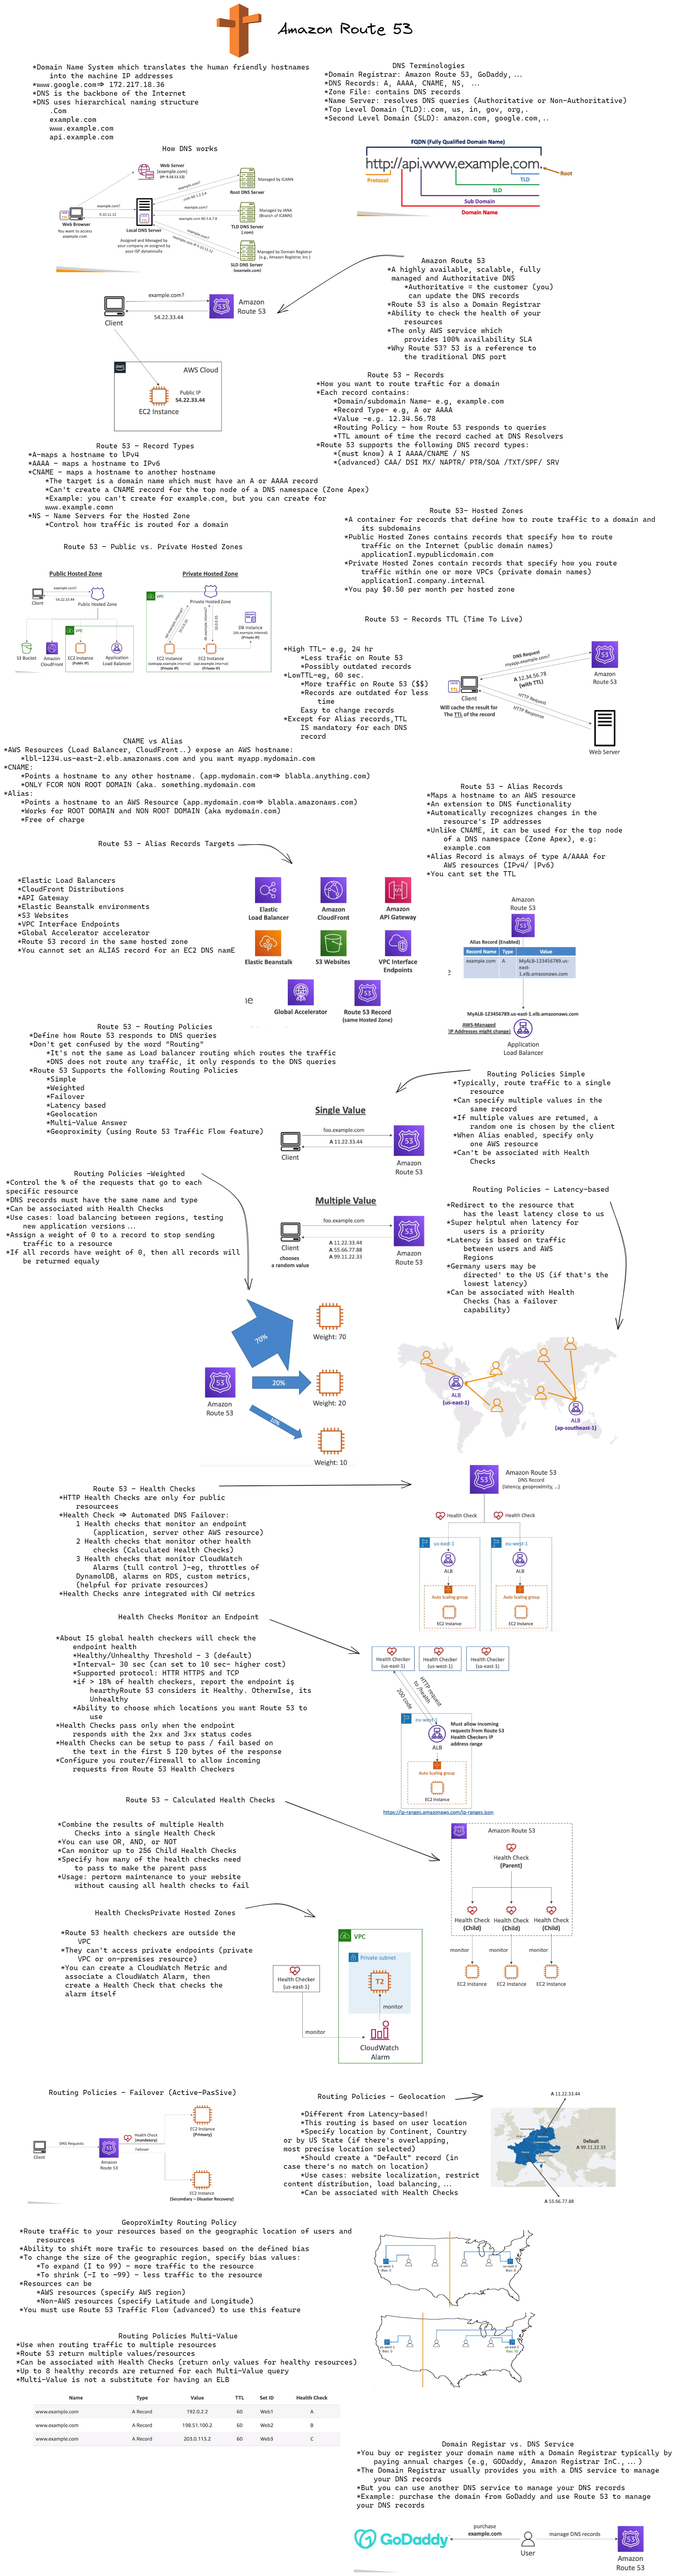 Amazon Route 53
*Domain Name System which translates the human friendly hostnames
into the machine IP addresses
*www.google.com⇒ 172.217.18.36
*DNS is the backbone of the Internet
*DNS uses hierarchical naming structure
.Com
example.com
www.example.com
api.example.com
DNS Terminologies
*Domain Registrar: Amazon Route 53, GoDaddy,...
*DNS Records: A, AAAA, CNAME, NS, ...
*Zone File: contains DNS records
*Name Server: resolves DNS queries (Authoritative or Non-Authoritative)
*Top Level Domain (TLD):.com, us, in, gov, org,.
*Second Level Domain (SLD): amazon.com, google.com,..
How DNS works
Web Server
(example.com)
(IP: 9.10.11.12)
Web Browser
You want to access
example.com
example.com?
9.10.11.12
Local DNS Server
Assigned and Managed by
your company or assigned by
your ISP dynamically
example.com?
.com NS 1.2.3.4
Root DNS Server
Managed by ICANN
example.com?
example.com NS 5.6.7.8
TLD DNS Server
(.com)
Managed by IANA
(Branch of ICANN)
example.com?
example.com IP 9.10.11.12
SLD DNS Server
(example.com)
Managed by Domain Registrar
(e.g., Amazon Registrar, Inc.)
FQDN (Fully Qualified Domain Name)
http://api.www.example.com.
Root
Protocol
TLD
SLD
Sub Domain
Domain Name
example.com?
54.22.33.44
Client
Amazon
Route 53
aws
AWS Cloud
Public IP
54.22.33.44
EC2 Instance
Amazon Route 53
*A highly available, scalable, fully
managed and Authoritative DNS
*Authoritative = the customer (you)
can update the DNS records
*Route 53 is also a Domain Registrar
*Ability to check the health of your
resources
*The only AWS service which
provides 100% availability SLA
*Why Route 53? 53 is a reference to
the traditional DNS port
Route 53 - Records
*How you want to route traffic for a domain
*Each record contains:
*Domain/subdomain Name- e-g, example.com
*Record Type- e-g, A or AAAA
*Value -e-g. 12.34.56.78
*Routing Policy - how Route 53 responds to queries
*TTL amount of time the record cached at DNS Resolvers
*Route 53 supports the following DNS record types:
*(must know) A I AAAA/CNAME / NS
*(advanced) CAA/ DSI MX/ NAPTR/ PTR/SOA /TXT/SPF/ SRV
Route 53 - Record Types
*A-maps a hostname to lPv4
*AAAA - maps a hostname to IPv6
*CNAME - maps a hostname to another hostname
*The target is a domain name which must have an A or AAAA record
*Can't create a CNAME record for the top node of a DNS namespace (Zone Apex)
*Example: you can't create for example.com, but you can create for
www.example.comn
*NS - Name Servers for the Hosted Zone
*Control how traffic is routed for a domain
Route 53- Hosted Zones
*A container for records that define how to route traffic to a domain and
its subdomains
*Public Hosted Zones contains records that specify how to route
traffic on the Internet (public domain names)
applicationI.mypublicdomain.com
*Private Hosted Zones contain records that specify how you route
traffic within one or more VPCs (private domain names)
applicationI.company.internal
*You pay $0.50 per month per hosted zone
Route 53 - Public vs. Private Hosted Zones
Public Hosted Zone
Private Hosted Zone
Client
example.com?
54.22.33.44
Public Hosted Zone
VPC
S3 Bucket
Amazon
CloudFront
EC2 Instance
(Public IP)
Application
Load Balancer
VPC
Private Hosted Zone
10.0.0.35
DB Instance
(db.example.internal)
(Private IP)
EC2 Instance
(webapp.example.internal)
(Private IP)
EC2 Instance
(api.example.internal)
(Private IP)
Route 53 - Records TTL (Time To Live)
*High TTL- e-g, 24 hr
*Less traffic on Route 53
*Possibly outdated records
*LowTTL-eg, 60 sec.
*More traffic on Route 53 ($$)
*Records are outdated for less
time
Easy to change records
*Except for Alias records,TTL
IS mandatory for each DNS
record
DNS Request
myapp.example.com?
A 12.34.56.78
(with TTL)
Client
Amazon
Route 53
HTTP Request
HTTP Response
Will cache the result for
The TTL of the record
Web Server
CNAME vs Alias
*AWS Resources (Load Balancer, CloudFront..) expose an AWS hostname:
*lbl-1234.us-east-2.elb.amazonaws com and you want myapp.mydomain.com
*CNAME:
*Points a hostname to any other hostname. (app.mydomain.com⇒ blabla.anything.com)
*ONLY FCOR NON ROOT DOMAIN (aka. something.mydomain.com
*Alias:
*Points a hostname to an AWS Resource (app.mydomain.com⇒ blabla.amazonaws.com)
*Works for ROOT DOMAIN and NON ROOT DOMAIN (aka mydomain.com)
*Free of charge
Route 53 - Alias Records
*Maps a hostname to an AWS resource
*An extension to DNS functionality
*Automatically recognizes changes in the
resource's IP addresses
*Unlike CNAME, it can be used for the top node
of a DNS namespace (Zone Apex), e.g:
example.com
*Alias Record is always of type A/AAAA for
AWS resources (IPv4/ |Pv6)
*You cant set the TTL
Route 53 - Alias Records Targets
*Elastic Load Balancers
*CloudFront Distributions
*API Gateway
*Elastic Beanstalk environments
*S3 Websites
*VPC Interface Endpoints
*Global Accelerator accelerator
*Route 53 record in the same hosted zone
*You cannot set an ALIAS record for an EC2 DNS namE
Elastic
Load Balancer
Amazon
CloudFront
Amazon
API Gateway
Elastic Beanstalk
S3 Websites
VPC Interface
Endpoints
Global Accelerator
Route 53 Record
(same Hosted Zone)
Amazon
Route 53
Alias Record (Enabled)
Record Name Type Value
example.com A MyALB-123456789.us-
east-
1.elb.amazonaws.com
MyALB-123456789.us-east-1.elb.amazonaws.com
AWS-Managed
(IP Addresses might change)
Application
Load Balancer
Route 53 - Routing Policies
*Define how Route 53 responds to DNS queries
*Don't get confused by the word "Routing"
*It's not the same as Load balancer routing which routes the traffic
*DNS does not route any traffic, it only responds to the DNS queries
*Route 53 Supports the following Routing Policies
*Simple
*Weighted
*Failover
*Latency based
*Geolocation
*Multi-Value Answer
*Geoproximity (using Route 53 Traffic Flow feature)
Routing Policies Simple
*Typically, route traffic to a single
resource
*Can specify multiple values in the
same record
*If multiple values are retumed, a
random one is chosen by the client
*When Alias enabled, specify only
one AWS resource
*Can't be associated with Health
Checks
Single Value
foo.example.com
A 11.22.33.44
Client
Amazon
Route 53
Multiple Value
foo.example.com
A 11.22.33.44
A 55.66.77.88
A 99.11.22.33
Client
chooses
a random value
Amazon
Route 53
Routing Policies -Weighted
*Control the % of the requests that go to each
specific resource
*DNS records must have the same name and type
*Can be associated with Health Checks
*Use cases: load balancing between regions, testing
new application versions...
*Assign a weight of 0 to a record to stop sending
traffic to a resource
*If all records have weight of 0, then all records will
be returned equaly
Routing Policies - Latency-based
*Redirect to the resource that
has the least latency close to us
*Super helpful when latency for
users is a priority
*Latency is based on traffic
between users and AWS
Regions
*Germany users may be
directed' to the US (if that's the
lowest latency)
*Can be associated with Health
Checks (has a failover
capability)
Amazon
Route 53
70%
20%
10%
Weight: 70
Weight: 20
Weight: 10
ALB
(us-east-1)
ALB
(ap-southeast-1)
Route 53 - Health Checks
*HTTP Health Checks are only for public
resourcees
*Health Check ⇒ Automated DNS Failover:
1 Health checks that monitor an endpoint
(application, server other AWS resource)
2 Health checks that monitor other health
checks (Calculated Health Checks)
3 Health checks that monitor CloudWatch
Alarms (tull control )-eg, throttles of
DynamolDB, alarms on RDS, custom metrics,
(helpful for private resources)
*Health Checks anre integrated with CW metrics
Amazon Route 53
DNS Record
(latency, geoproximity, ...)
Health Check
Health Check
us-east-1
eu-west-1
ALB
ALB
Auto Scaling group
Auto Scaling group
EC2 Instance
EC2 Instance
Health Checks Monitor an Endpoint
*About I5 global health checkers will check the
endpoint health
*Healthy/Unhealthy Threshold - 3 (default)
*Interval- 30 sec (can set to 10 sec- higher cost)
*Supported protocol: HTTR HTTPS and TCP
*if > 18% of health checkers, report the endpoint iş
hearthyRoute 53 considers it Healthy. OtherwIse, its
Unhealthy
*Ability to choose which locations you want Route 53 to
use
*Health Checks pass only when the endpoint
responds with the 2xx and 3xx status codes
*Health Checks can be setup to pass / fail based on
the text in the first 5 I20 bytes of the response
*Configure you router/firewall to allow incoming
requests from Route 53 Health Checkers
Health Checker
(us-east-1)
Health Checker
(us-west-1)
Health Checker
(sa-east-1)
HTTP request
to /health
200 code
eu-west-1
ALB
Must allow incoming
requests from Route 53
Health Checkers IP
address range
Auto Scaling group
EC2 Instance
https://ip-ranges.amazonaws.com/ip-ranges.json
Route 53 - Calculated Health Checks
*Combine the results of multiple Health
Checks into a single Health Check
*You can use OR, AND, or NOT
*Can monitor up to 256 Child Health Checks
*Specify how many of the health checks need
to pass to make the parent pass
*Usage: perform maintenance to your website
without causing all health checks to fail
Amazon Route 53
Health Check
(Parent)
Health Check
(Child)
Health Check
(Child)
Health Check
(Child)
monitor
monitor
monitor
EC2 Instance
EC2 Instance
EC2 Instance
Health ChecksPrivate Hosted Zones
*Route 53 health checkers are outside the
VPC
*They can't access private endpoints (private
VPC or on-premises resource)
*You can create a CloudWatch Metric and
associate a CloudWatch Alarm, then
create a Health Check that checks the
alarm itself
Health Checker
(us-east-1)
monitor
VPC
Private subnet
T2
monitor
CloudWatch
Alarm
Routing Policies - Failover (Active-PasSive)
Client
DNS Requests
Amazon
Route 53
Health Check
(mandatory)
Failover
EC2 Instance
(Primary)
EC2 Instance
(Secondary – Disaster Recovery)
Routing Policies - Geolocation
*Different from Latency-based!
*This routing is based on user location
*Specify location by Continent, Country
or by US State (if there's overlapping,
most precise location selected)
*Should create a "Default" record (in
case there's no match on location)
*Use cases: website localization, restrict
content distribution, load balancing,...
*Can be associated with Health Checks
A 11.22.33.44
Default
A 99.11.22.33
A 55.66.77.88
GeoproXimIty Routing Policy
*Route traffic to your resources based on the geographic location of users and
resources
*Ability to shift more trafic to resources based on the defined bias
*To change the size of the geographic region, specify bias values:
*To expand (I to 99) - more traffic to the resource
*To shrink (-I to -99) - less traffic to the resource
*Resources can be
*AWS resources (specify AWS region)
*Non-AWS resources (specify Latitude and Longitude)
*You must use Route 53 Traffic Flow (advanced) to use this feature
us-west-1
Bias: 0
us-east-1
Bias: 0
us-west-1
Bias: 0
us-east-1
Routing Policies Multi-Value
*Use when routing traffic to multiple resources
*Route 53 return multiple values/resources
*Can be associated with Health Checks (return only values for healthy resources)
*Up to 8 healthy records are returned for each Multi-Value query
*Multi-Value is not a substitute for having an ELB
Name Type Value TTL Set ID Health Check
www.example.com A Record 192.0.2.2 60 Web1 A
www.example.com A Record 198.51.100.2 60 Web2 B
www.example.com A Record 203.0.113.2 60 Web3 C
Domain Registar vs. DNS Service
*You buy or register your domain name with a Domain Registrar typically by
paying annual charges (e.g, GODaddy, Amazon Registrar InC.,...)
*The Domain Registrar usually provides you with a DNS service to manage
your DNS records
*But you can use another DNS service to manage your DNS records
*Example: purchase the domain from GoDaddy and use Route 53 to manage
your DNS records
GoDaddy
purchase
example.com
User
manage DNS records
Amazon
Route 53